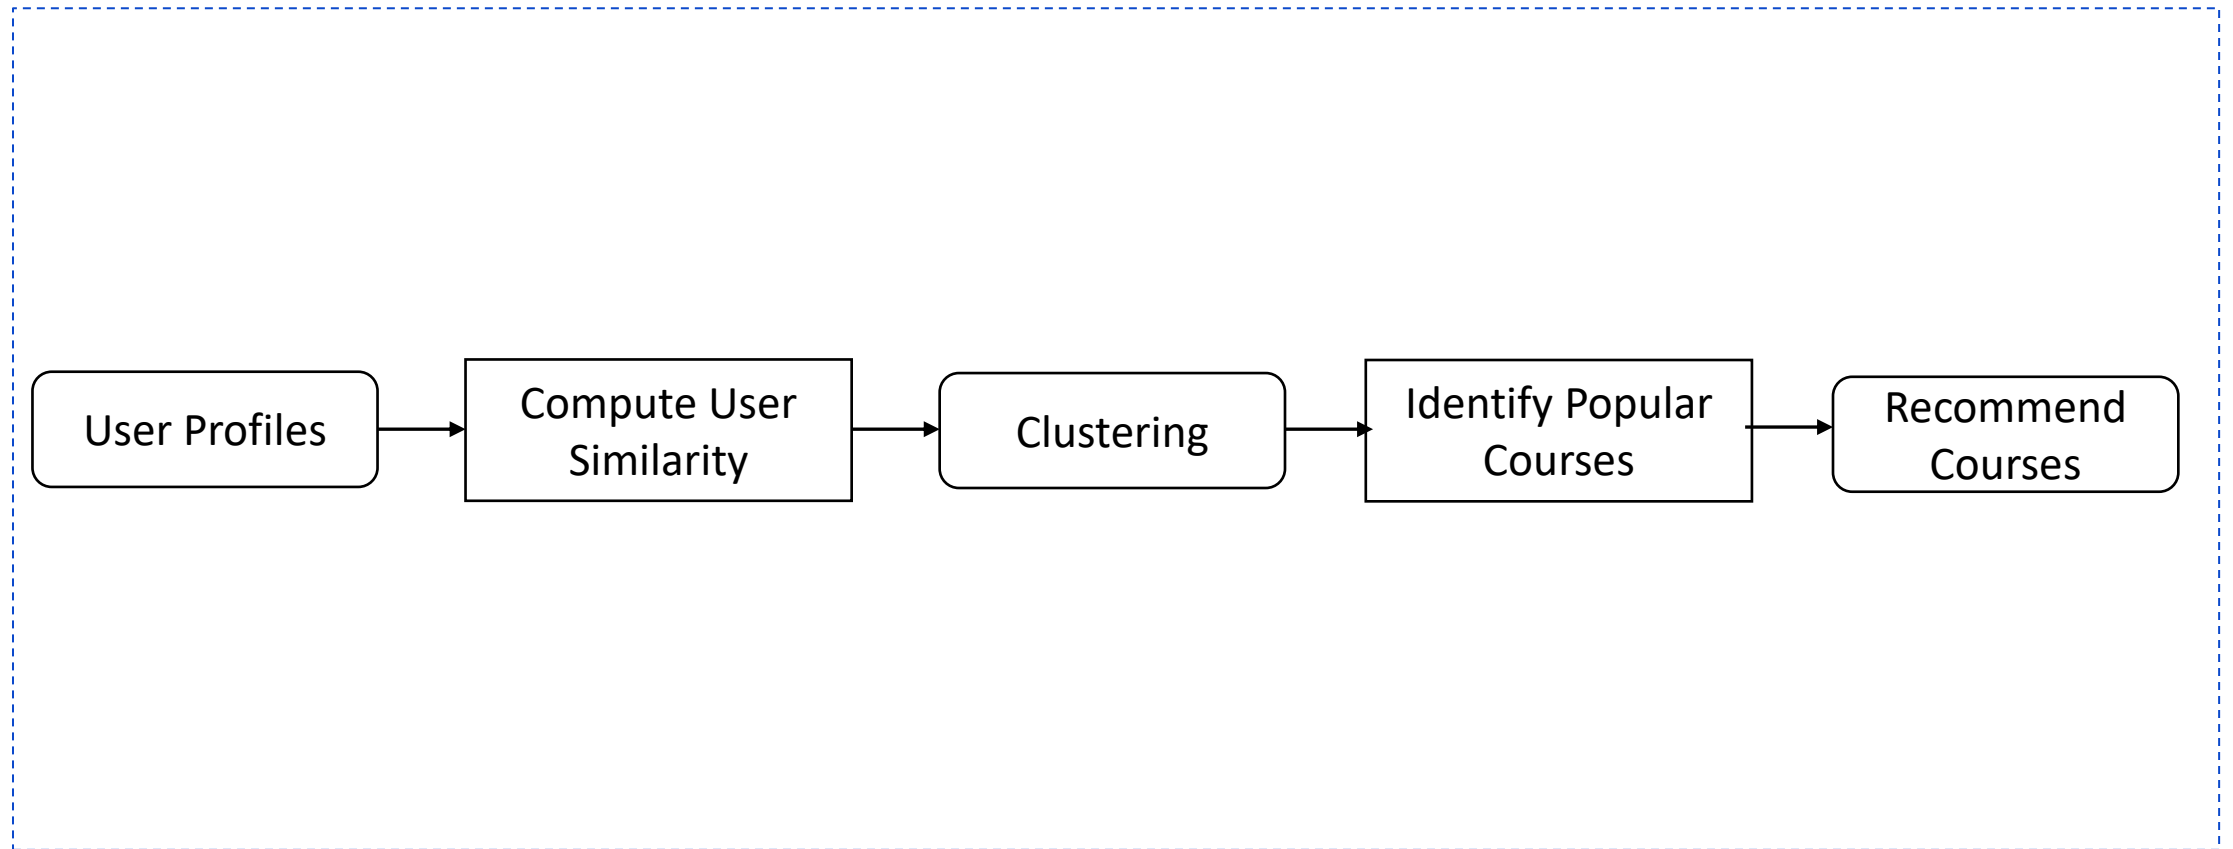 User Profiles
Compute User
Similarity
Clustering
Identify Popular
Courses
Recommend
Courses